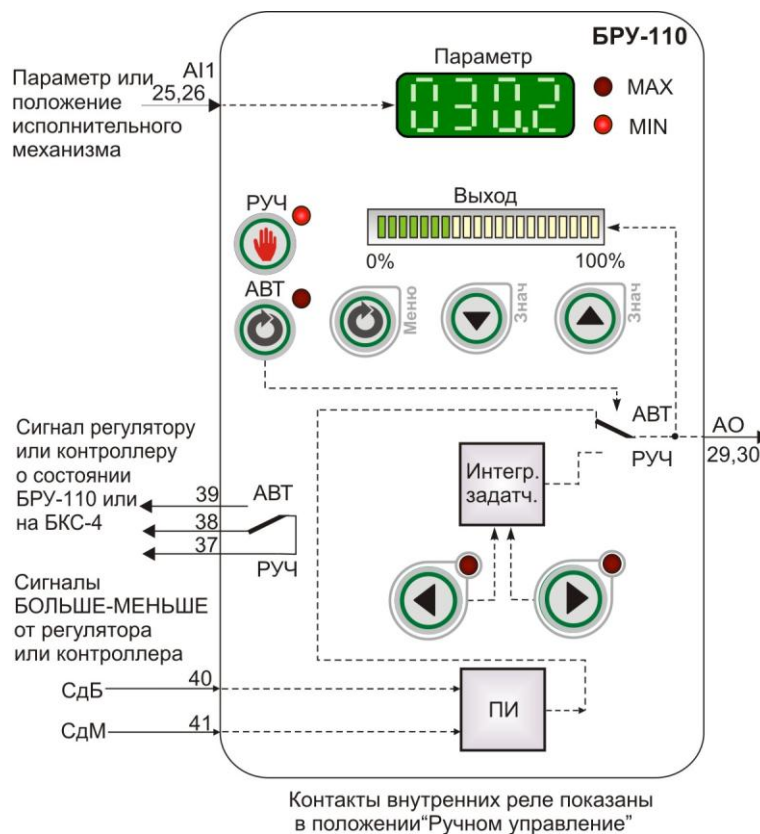 БРУ-110
Параметр
030.2
MAX
MIN
AI1
25,26
Параметр или
положение
исполнительного
механизма
РУЧ
Выход
0%
100%
АВТ
Меню
Знач
Знач
АВТ
РУЧ
АО
29,30
Сигнал регулятору
или контроллеру
о состоянии
БРУ-110 или
на БКС-4
39
38
37
АВТ
РУЧ
Интегр.
задатч.
Сигналы
БОЛЬШЕ-МЕНЬШЕ
от регулятора
или контроллера
СдБ
40
СдМ
41
ПИ
Контакты внутренних реле показаны
в положении“Ручном управление”